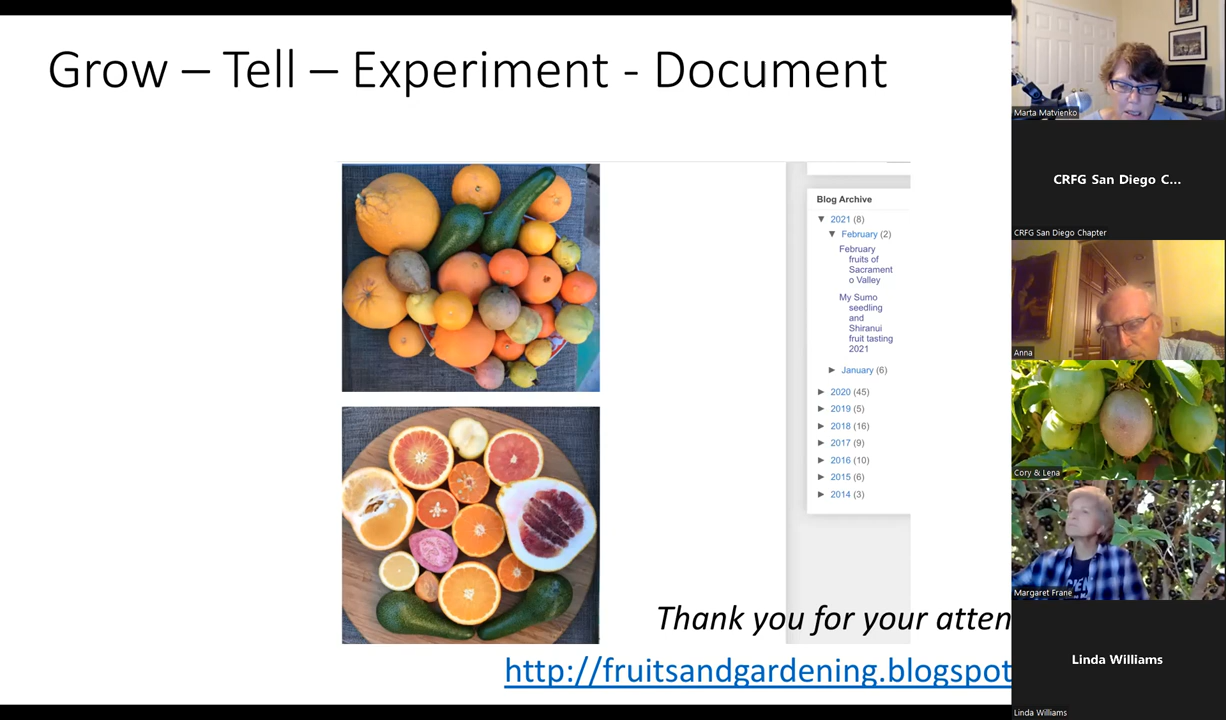 Grow – Tell – Experiment - Document
Blog Archive
▼ 2021 (8)
▼ February (2)
February
fruits of
Sacrament
o Valley
My Sumo
seedling
and
Shiranui
fruit tasting
2021
► January (6)
► 2020 (45)
► 2019 (5)
► 2018 (16)
► 2017 (9)
► 2016 (10)
► 2015 (6)
► 2014 (3)
Thank you for your atten
http://fruitsandgardening.blogspot
Marta Matvienko
CRFG San Diego C...
CRFG San Diego Chapter
Anna
Cory & Lena
Margaret Frane
Linda Williams
Linda Williams